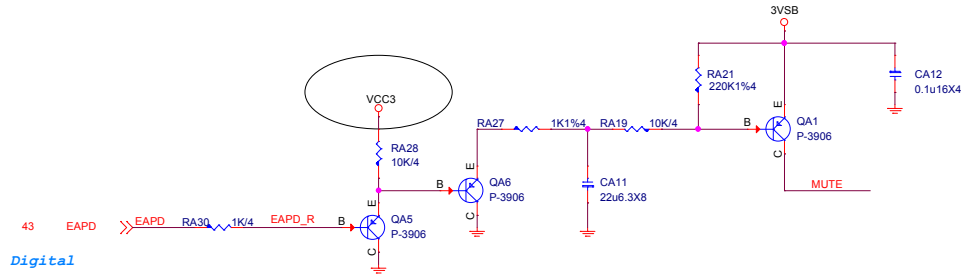 3VSB
RA21
220K1%4
CA12
0.1u16X4
VCC3
RA27
1K1%4
RA19
10K/4
B
E
QA1
P-3906
C
RA28
10K/4
B
E
QA6
P-3906
C
CA11
22u6.3X8
MUTE
43
EAPD
EAPD
RA30
1K/4
EAPD_R
B
E
QA5
P-3906
C
Digital